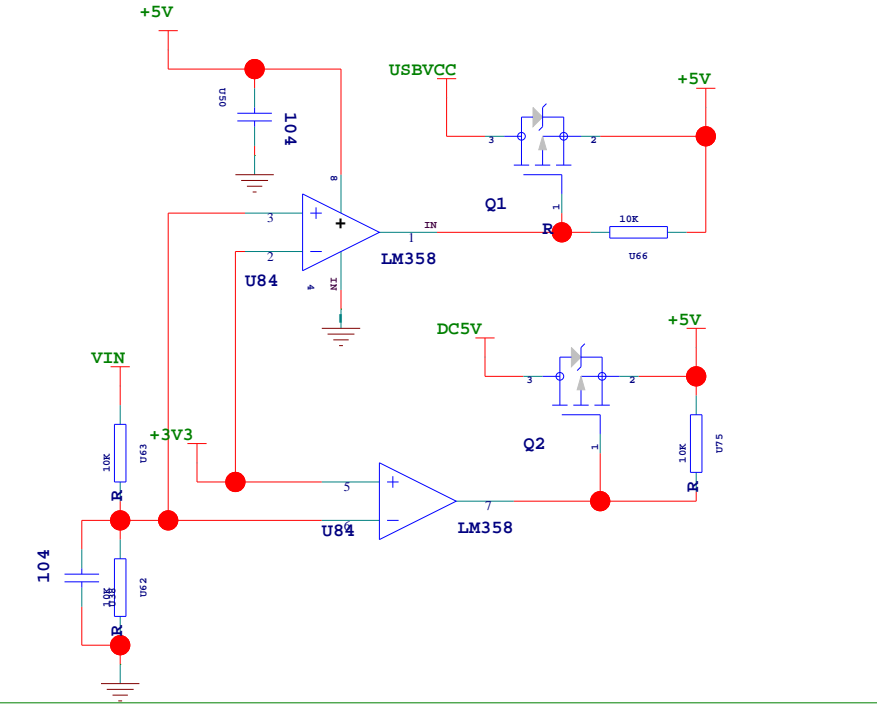 +5V
USBVCC
+5V
U50
104
3
2
8
Q1
1
R
10K
U66
3
+
+
IN
1
2
−
U84
LM358
4
IN
DC5V
+5V
VIN
3
2
+3V3
U63
10K
R
Q2
1
10K
U75
R
5
+
7
6
−
U84
LM358
104
10K
U38
U62
R